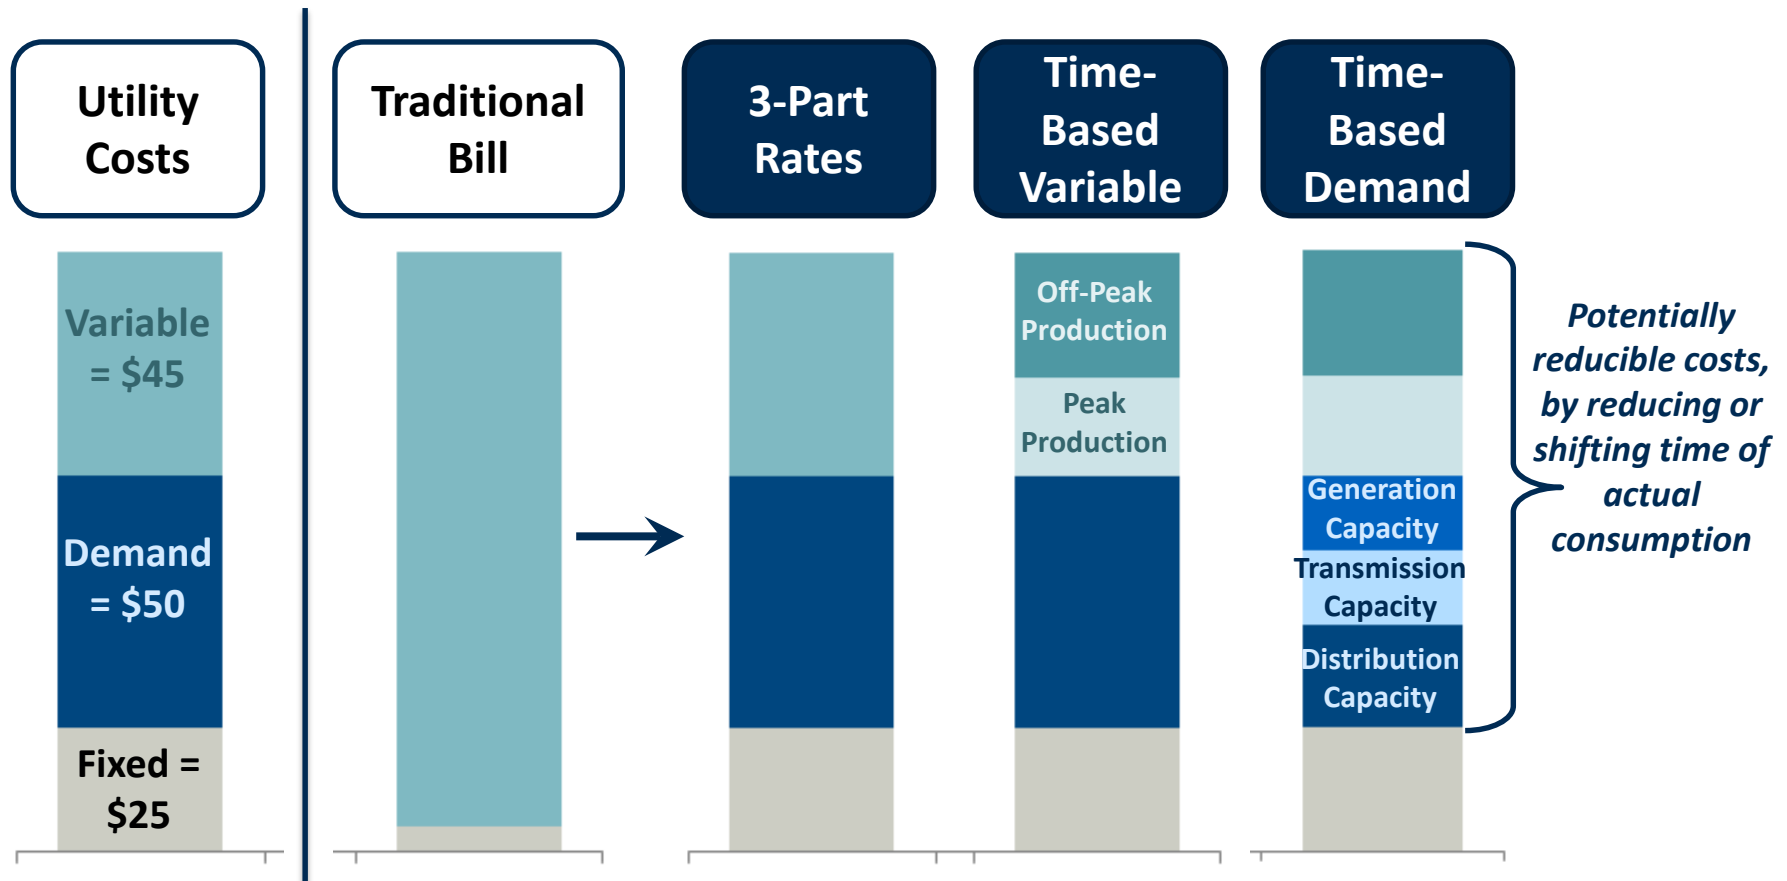 Utility
Costs
Traditional
Bill
3-Part
Rates
Time-
Based
Variable
Time-
Based
Demand
Variable
= $45
Demand
= $50
Fixed =
$25
Off-Peak
Production
Peak
Production
Generation
Capacity
Transmission
Capacity
Distribution
Capacity
Potentially
reducible costs,
by reducing or
shifting time of
actual
consumption